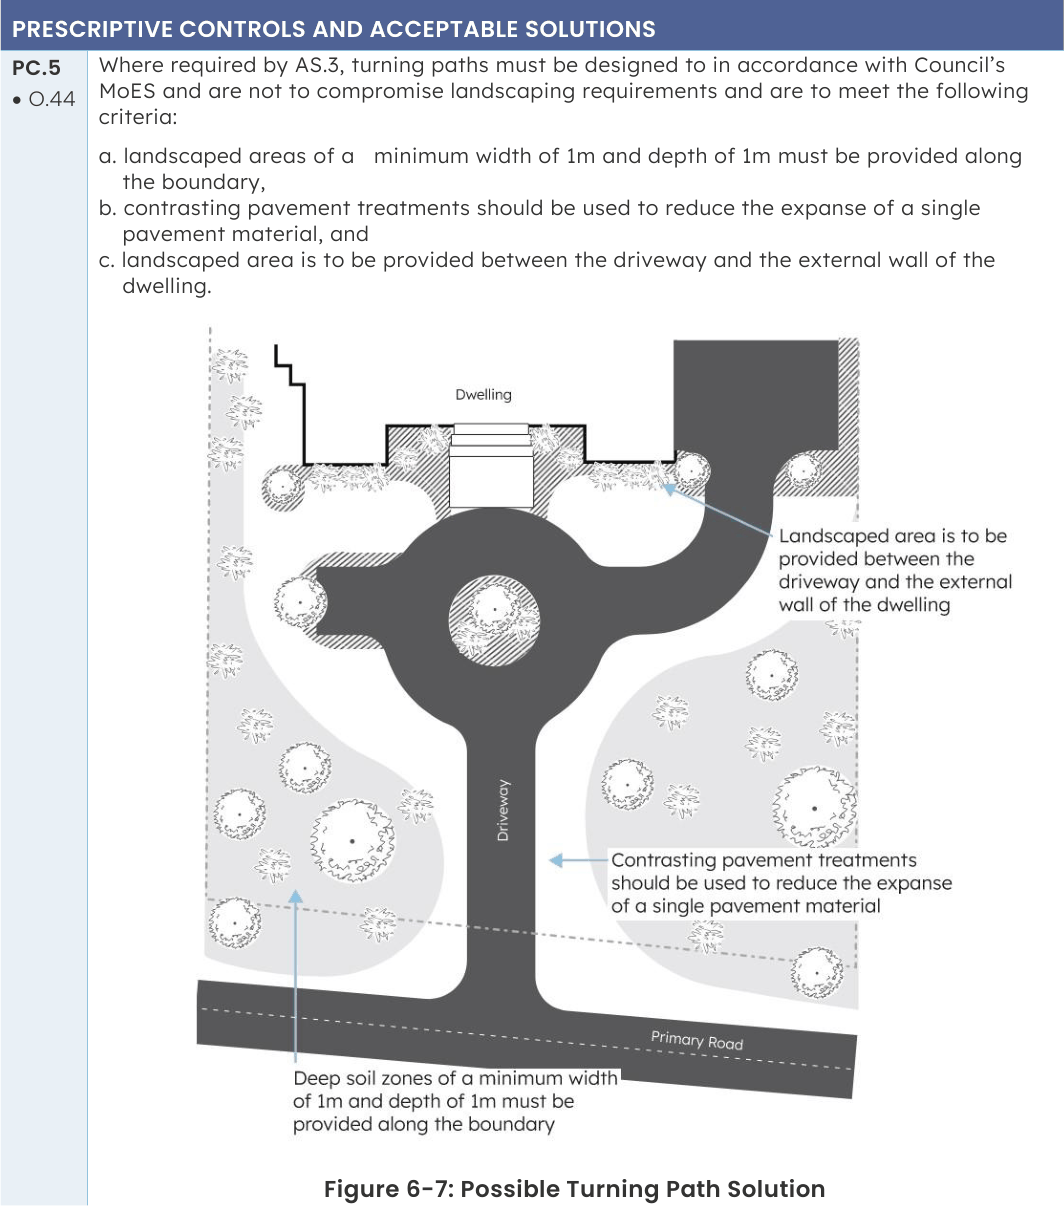 PRESCRIPTIVE CONTROLS AND ACCEPTABLE SOLUTIONS
PC.5
• O.44
Where required by AS.3, turning paths must be designed to in accordance with Council's
MoES and are not to compromise landscaping requirements and are to meet the following
criteria:
a. landscaped areas of a minimum width of 1m and depth of 1m must be provided along
the boundary,
b. contrasting pavement treatments should be used to reduce the expanse of a single
pavement material, and
c. landscaped area is to be provided between the driveway and the external wall of the
dwelling.
Dwelling
Landscaped area is to be
provided between the
driveway and the external
wall of the dwelling
Driveway
Contrasting pavement treatments
should be used to reduce the expanse
of a single pavement material
Primary Road
Deep soil zones of a minimum width
of 1m and depth of 1m must be
provided along the boundary
Figure 6-7: Possible Turning Path Solution